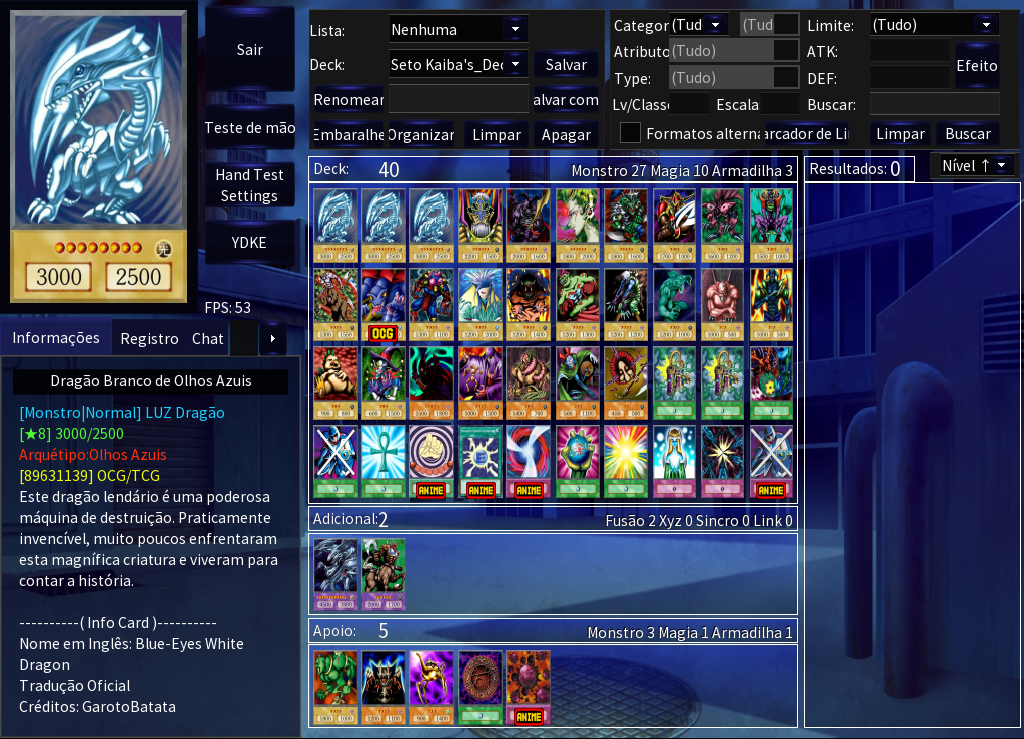 3000 2500
Sair
Teste de mão
Hand Test
Settings
YDKE
FPS: 53
Informações Registro Chat
Dragão Branco de Olhos Azuis
[Monstro|Normal] LUZ Dragão
[★8] 3000/2500
Arquétipo:Olhos Azuis
[89631139] OCG/TCG
Este dragão lendário é uma poderosa
máquina de destruição. Praticamente
invencível, muito poucos enfrentaram
esta magnífica criatura e viveram para
contar a história.
----------( Info Card )----------
Nome em Inglês: Blue-Eyes White
Dragon
Tradução Oficial
Créditos: GarotoBatata
Lista: Nenhuma
Deck: Seto Kaiba's_Dec Salvar
Renomear alvar com
Embaralhe Organizar Limpar Apagar
Categor (Tud (Tud Limite: (Tudo)
Atributo (Tudo) ATK:
Type: (Tudo) DEF: Efeito
Lv/Classe Escala Buscar:
Formatos alterna arcador de Li Limpar Buscar
Deck: 40 Monstro 27 Magia 10 Armadilha 3
OCG
ANIME ANIME ANIME ANIME
Adicional: 2 Fusão 2 Xyz 0 Sincro 0 Link 0
Apoio: 5 Monstro 3 Magia 1 Armadilha 1
ANIME
Resultados: 0 Nível ↑